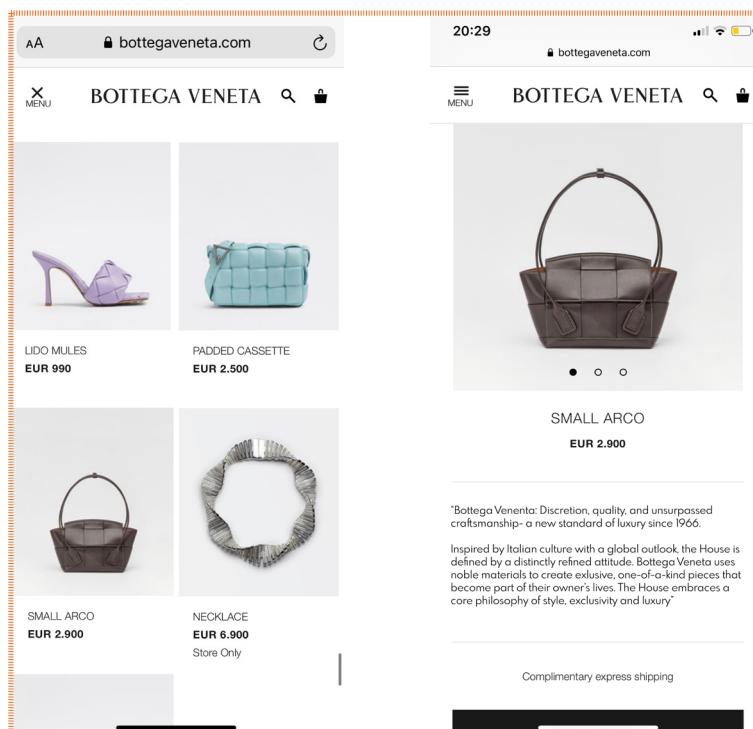 AA bottegaveneta.com
MENU
BOTTEGA VENETA
LIDO MULES
EUR 990
PADDED CASSETTE
EUR 2.500
SMALL ARCO
EUR 2.900
NECKLACE
EUR 6.900
Store Only
20:29
bottegaveneta.com
MENU
BOTTEGA VENETA
SMALL ARCO
EUR 2.900
"Bottega Venenta: Discretion, quality, and unsurpassed
craftsmanship- a new standard of luxury since 1966.
Inspired by Italian culture with a global outlook, the House is
defined by a distinctly refined attitude. Bottega Veneta uses
noble materials to create exlusive, one-of-a-kind pieces that
become part of their owner's lives. The House embraces a
core philosophy of style, exclusivity and luxury"
Complimentary express shipping